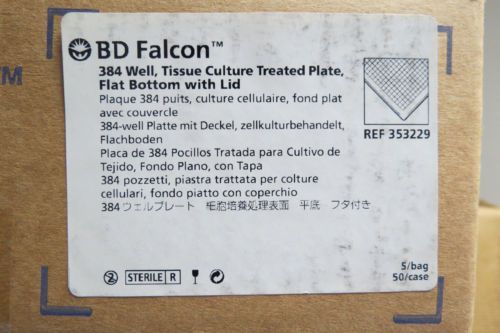 TM
BD Falcon™
384 Well, Tissue Culture Treated Plate,
Flat Bottom with Lid
Plaque 384 puits, culture cellulaire, fond plat
avec couvercle
384-well Platte mit Deckel, zellkulturbehandelt,
Flachboden
Placa de 384 Pocillos Tratada para Cultivo de
Tejido, Fondo Plano, con Tapa
384 pozzetti, piastra trattata per colture
cellulari, fondo piatto con coperchio
384ウェルプレート 細胞培養処理表面 平底 フタ付き
REF 353229
2 STERILE R
5/bag
50/case